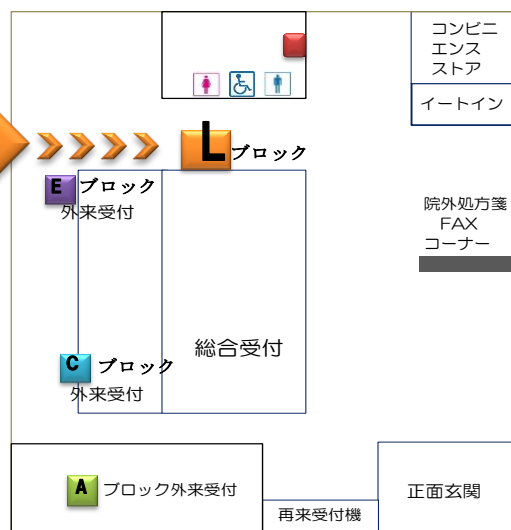 コンビニ
エンス
ストア
イートイン
L ブロック
E ブロック
外来受付
院外処方箋
FAX
コーナー
総合受付
C ブロック
外来受付
A ブロック外来受付
再来受付機
正面玄関